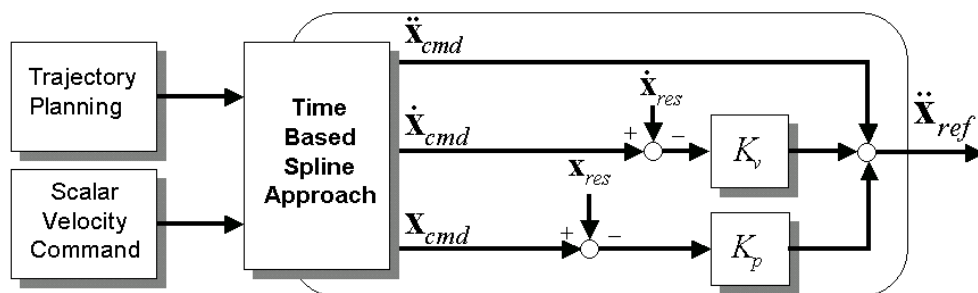 Trajectory
Planning
Scalar
Velocity
Command
Time
Based
Spline
Approach
ẍcmd
ẋcmd
xcmd
ẋres
+ −
xres
+ −
Kv
Kp
ẍref